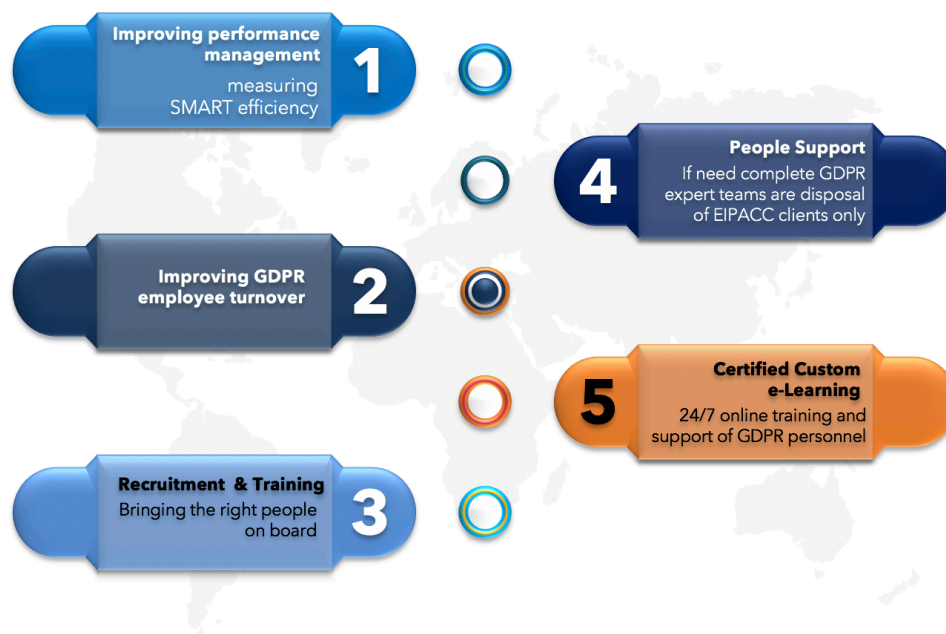 Improving performance
management
measuring
SMART efficiency
1
Improving GDPR
employee turnover
2
Recruitment & Training
Bringing the right people
on board
3
4
People Support
If need complete GDPR
expert teams are disposal
of EIPACC clients only
5
Certified Custom
e-Learning
24/7 online training and
support of GDPR personnel